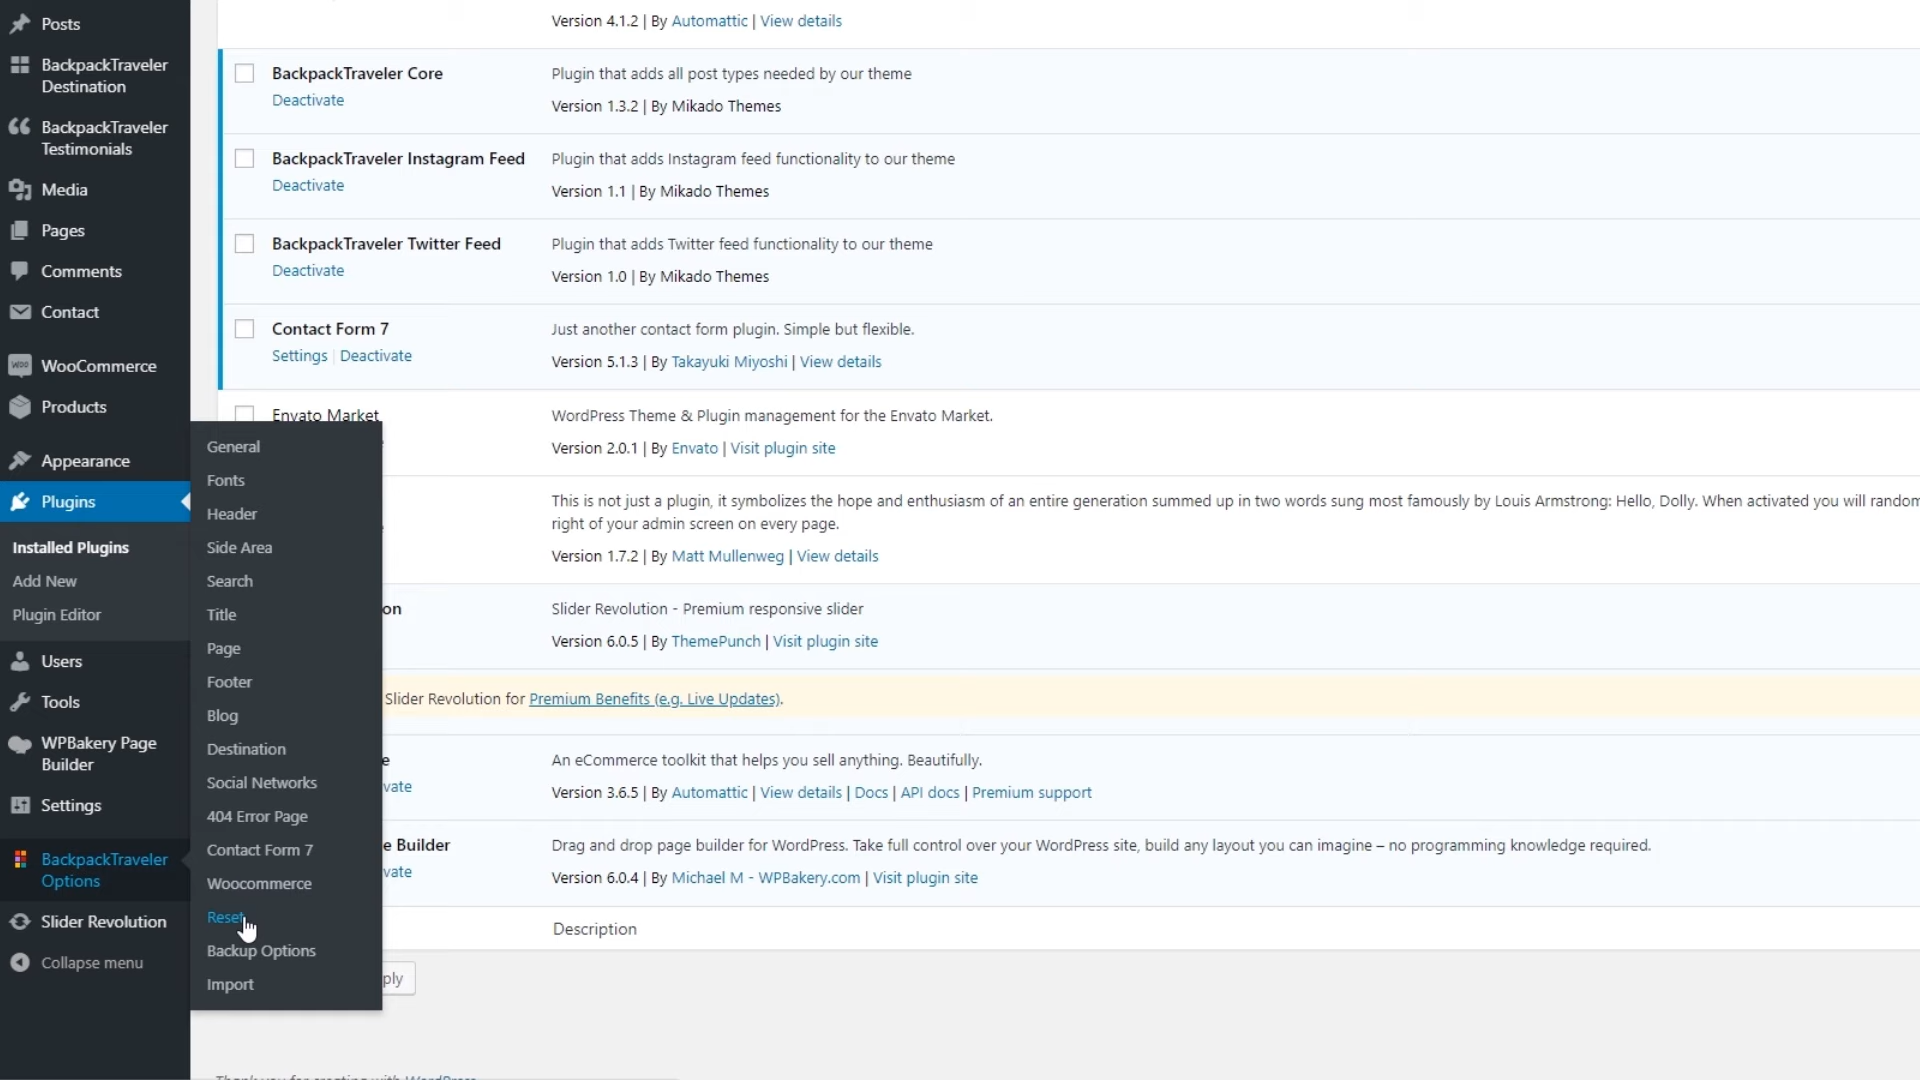 Posts
BackpackTraveler
Destination
BackpackTraveler
Testimonials
Media
Pages
Comments
Contact
WooCommerce
Products
Appearance
Plugins
Installed Plugins
Add New
Plugin Editor
Users
Tools
WPBakery Page
Builder
Settings
BackpackTraveler
Options
Slider Revolution
Collapse menu
General
Fonts
Header
Side Area
Search
Title
Page
Footer
Blog
Destination
Social Networks
404 Error Page
Contact Form 7
Woocommerce
Reset
Backup Options
Import
Version 4.1.2 | By Automattic | View details
BackpackTraveler Core
Deactivate
Plugin that adds all post types needed by our theme
Version 1.3.2 | By Mikado Themes
BackpackTraveler Instagram Feed
Deactivate
Plugin that adds Instagram feed functionality to our theme
Version 1.1 | By Mikado Themes
BackpackTraveler Twitter Feed
Deactivate
Plugin that adds Twitter feed functionality to our theme
Version 1.0 | By Mikado Themes
Contact Form 7
Settings | Deactivate
Just another contact form plugin. Simple but flexible.
Version 5.1.3 | By Takayuki Miyoshi | View details
Envato Market
WordPress Theme & Plugin management for the Envato Market.
Version 2.0.1 | By Envato | Visit plugin site
This is not just a plugin, it symbolizes the hope and enthusiasm of an entire generation summed up in two words sung most famously by Louis Armstrong: Hello, Dolly. When activated you will random
right of your admin screen on every page.
Version 1.7.2 | By Matt Mullenweg | View details
on
Slider Revolution - Premium responsive slider
Version 6.0.5 | By ThemePunch | Visit plugin site
Slider Revolution for Premium Benefits (e.g. Live Updates).
e
vate
An eCommerce toolkit that helps you sell anything. Beautifully.
Version 3.6.5 | By Automattic | View details | Docs | API docs | Premium support
e Builder
vate
Drag and drop page builder for WordPress. Take full control over your WordPress site, build any layout you can imagine – no programming knowledge required.
Version 6.0.4 | By Michael M - WPBakery.com | Visit plugin site
Description
ply
Thank you for creating with WordPress